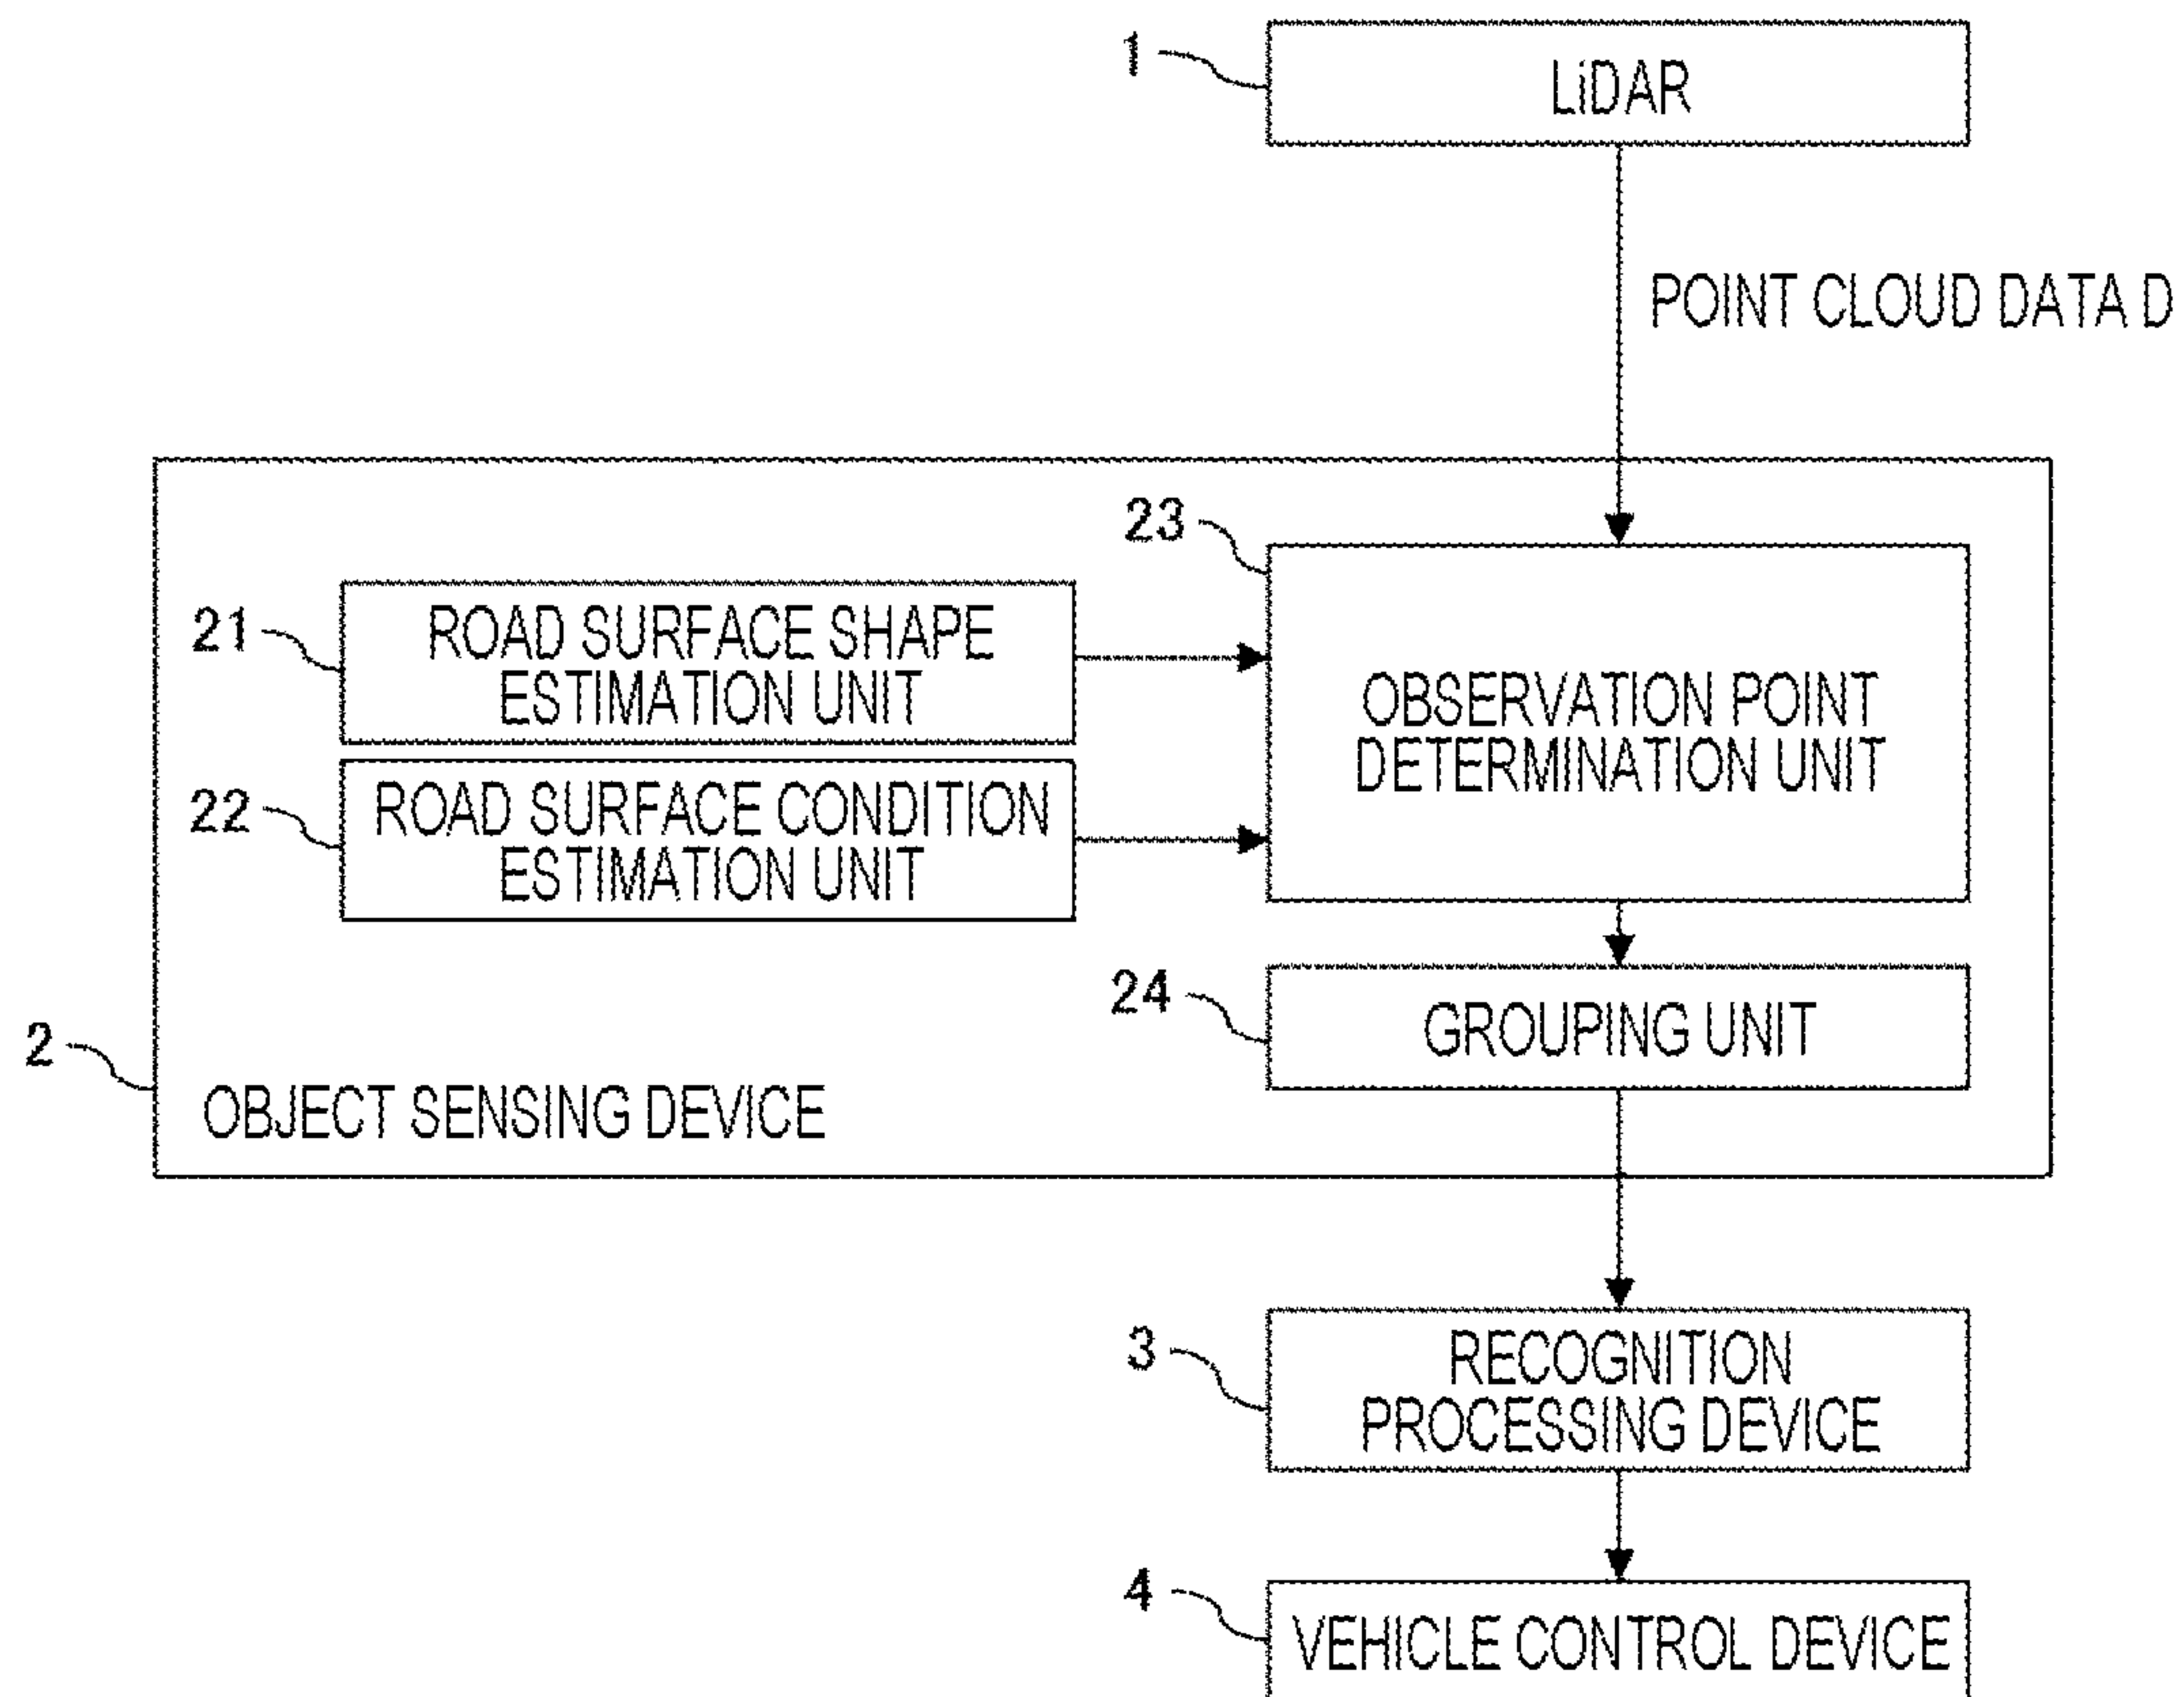 1
LiDAR
POINT CLOUD DATA D
23
21
ROAD SURFACE SHAPE
ESTIMATION UNIT
OBSERVATION POINT
DETERMINATION UNIT
22
ROAD SURFACE CONDITION
ESTIMATION UNIT
24
GROUPING UNIT
2
OBJECT SENSING DEVICE
3
RECOGNITION
PROCESSING DEVICE
4
VEHICLE CONTROL DEVICE